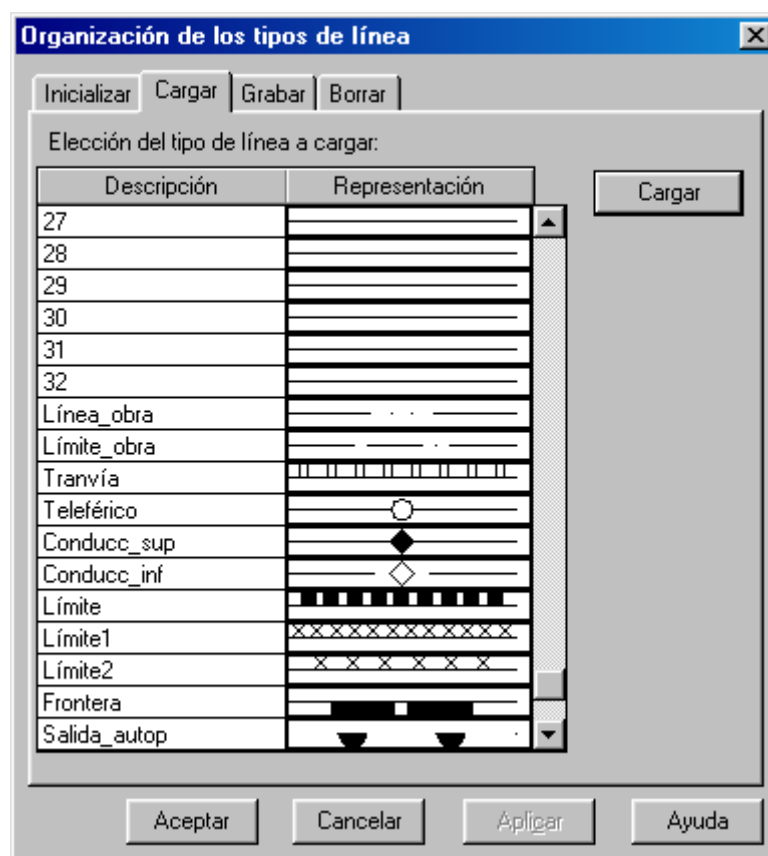 Organización de los tipos de línea
Inicializar Cargar Grabar Borrar
Elección del tipo de línea a cargar:
Descripción Representación Cargar
27
28
29
30
31
32
Línea_obra
Límite_obra
Tranvía
Teleférico
Conducc_sup
Conducc_inf
Límite
Límite1
Límite2
Frontera
Salida_autop
Aceptar Cancelar Aplicar Ayuda